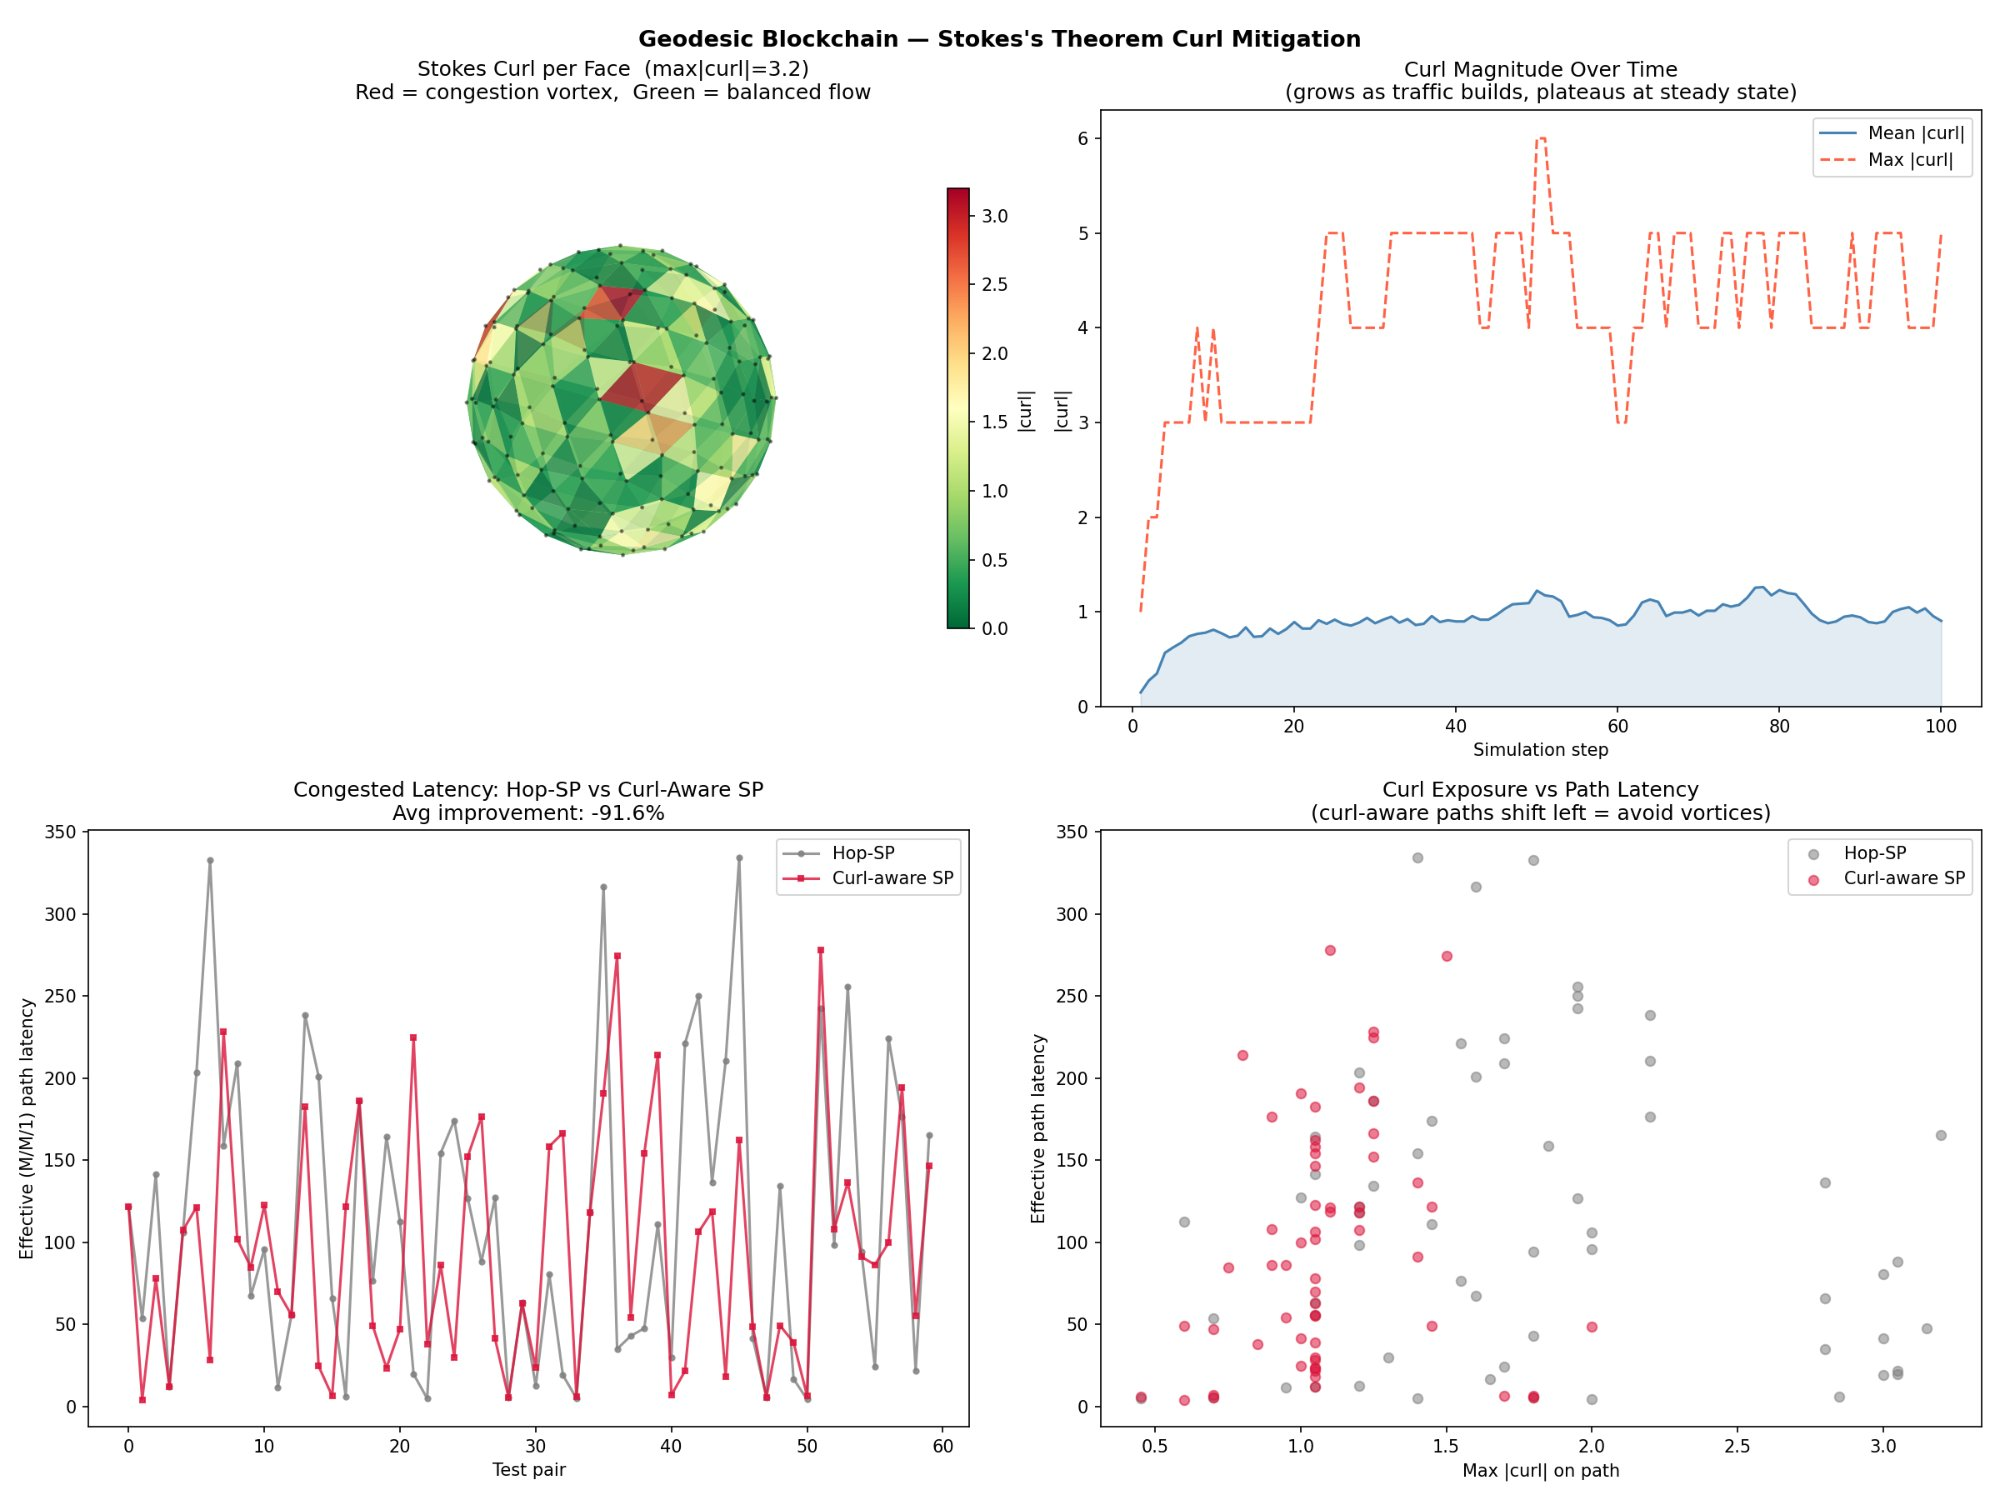 Geodesic Blockchain — Stokes's Theorem Curl Mitigation
Stokes Curl per Face  (max|curl|=3.2)
Red = congestion vortex,  Green = balanced flow
3.0
2.5
2.0
1.5
1.0
0.5
0.0
|curl|
Curl Magnitude Over Time
(grows as traffic builds, plateaus at steady state)
Mean |curl|
Max |curl|
6
5
4
3
2
1
0
|curl|
0 20 40 60 80 100
Simulation step
Congested Latency: Hop-SP vs Curl-Aware SP
Avg improvement: -91.6%
Hop-SP
Curl-aware SP
350
300
250
200
150
100
50
0
Effective (M/M/1) path latency
0 10 20 30 40 50 60
Test pair
Curl Exposure vs Path Latency
(curl-aware paths shift left = avoid vortices)
Hop-SP
Curl-aware SP
350
300
250
200
150
100
50
0
Effective path latency
0.5 1.0 1.5 2.0 2.5 3.0
Max |curl| on path